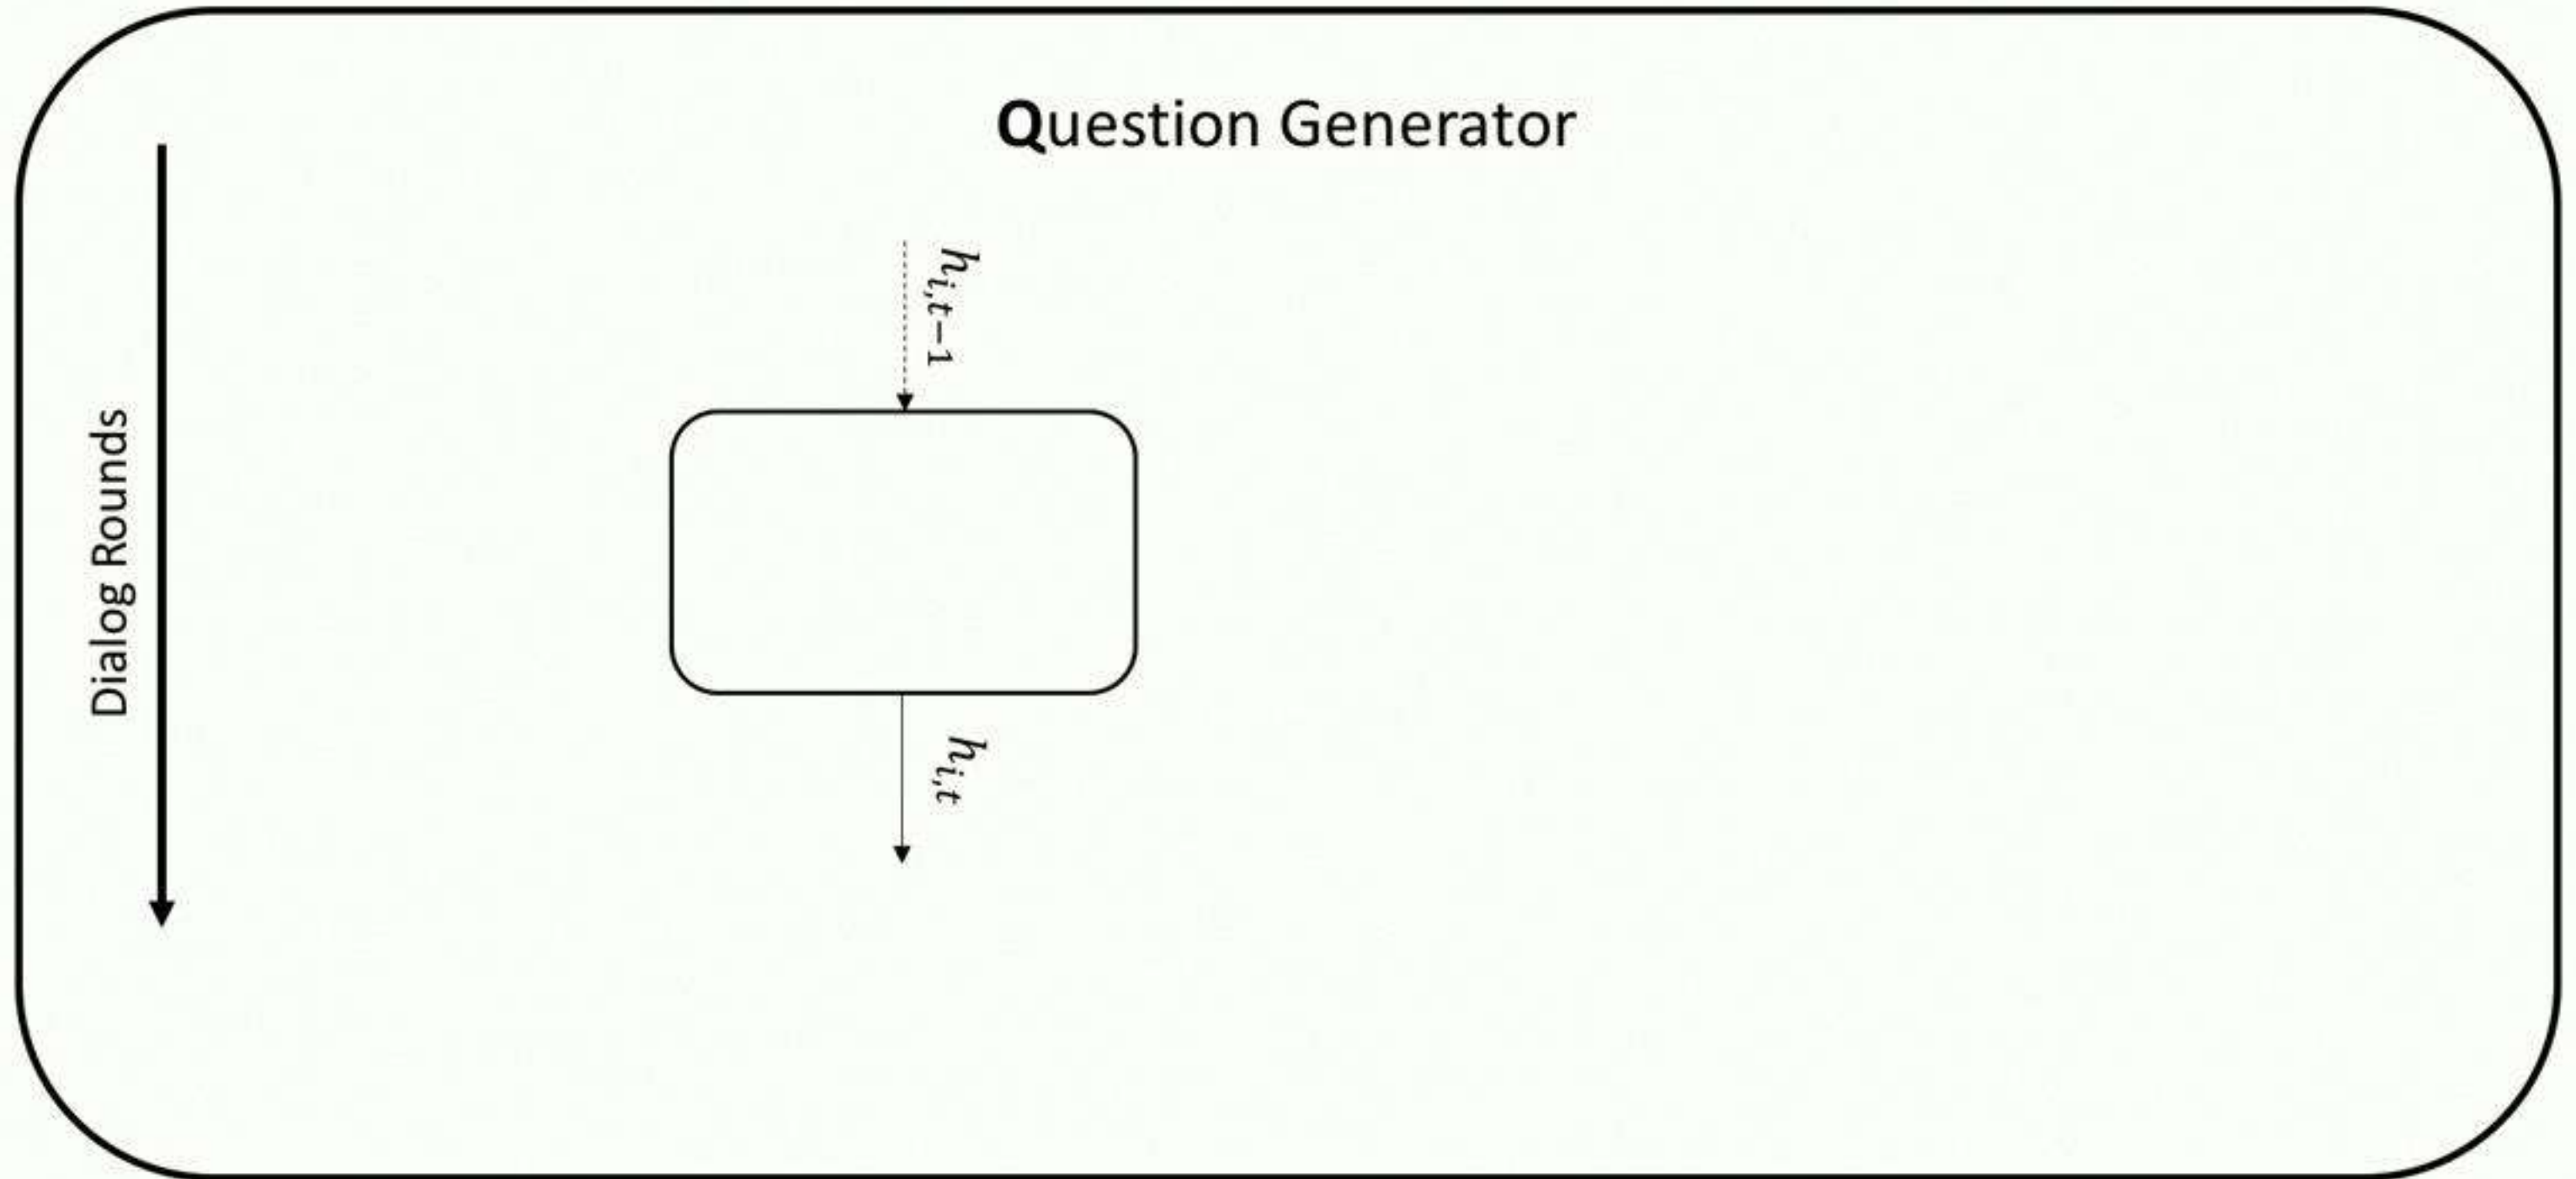 Question Generator
Dialog Rounds
h_{i,t-1}
h_{i,t}